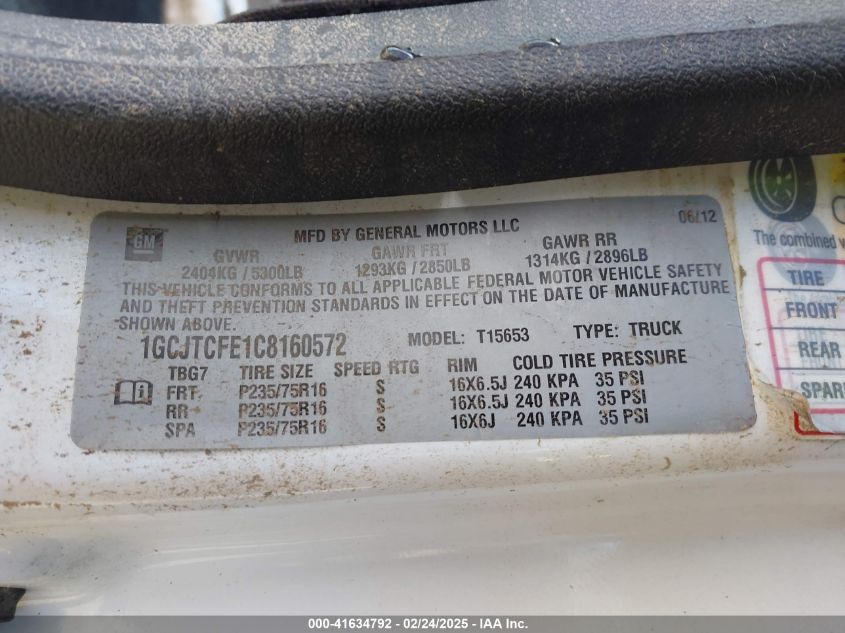 GM
MFD BY GENERAL MOTORS LLC
06/12
GVWR GAWR FRT GAWR RR
2404KG / 5300LB 1293KG / 2850LB 1314KG / 2896LB
THIS VEHICLE CONFORMS TO ALL APPLICABLE FEDERAL MOTOR VEHICLE SAFETY
AND THEFT PREVENTION STANDARDS IN EFFECT ON THE DATE OF MANUFACTURE
SHOWN ABOVE.
1GCJTCFE1C8160572 MODEL: T15653 TYPE: TRUCK
TBG7 TIRE SIZE SPEED RTG RIM COLD TIRE PRESSURE
FRT P235/75R16 S 16X6.5J 240 KPA 35 PSI
RR P235/75R16 S 16X6.5J 240 KPA 35 PSI
SPA P235/75R16 S 16X6J 240 KPA 35 PSI
The combined
TIRE
FRONT
REAR
SPAR
000-41634792 - 02/24/2025 - IAA Inc.